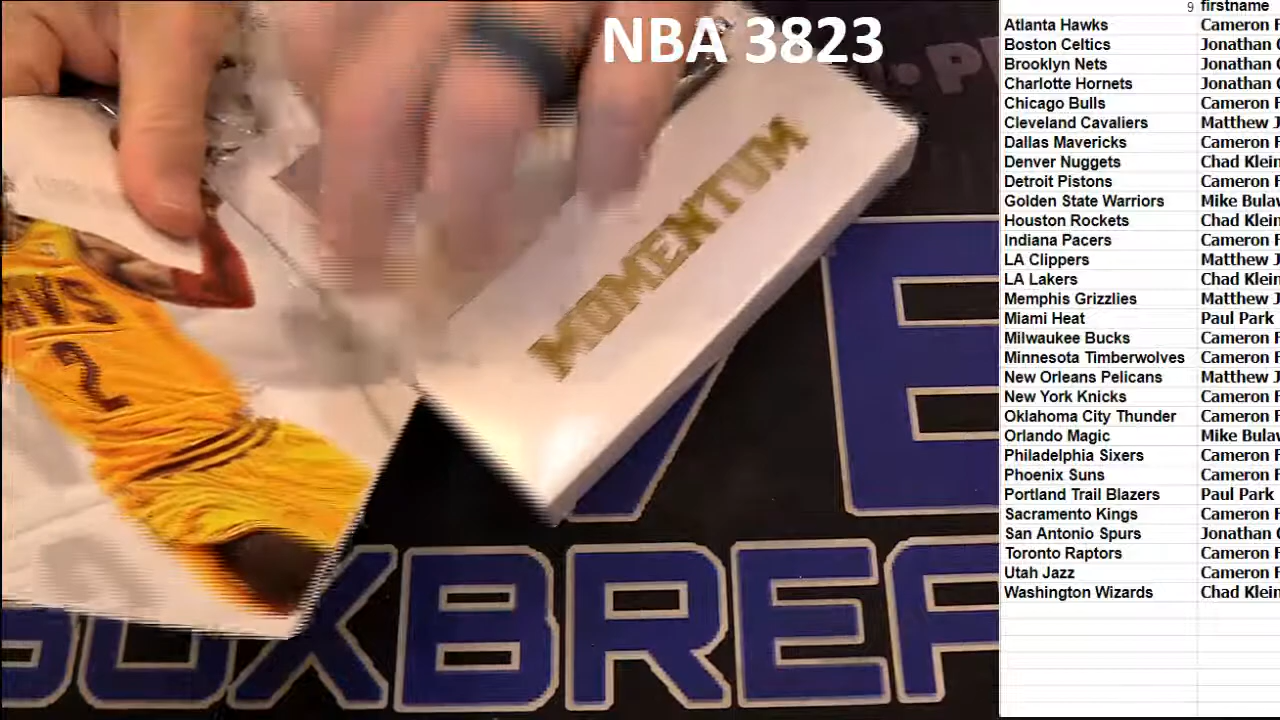 NBA 3823
MOMENTUM
AVS
2
E
BOXBREA
9 firstname
Atlanta Hawks Cameron F
Boston Celtics Jonathan
Brooklyn Nets Jonathan
Charlotte Hornets Jonathan
Chicago Bulls Cameron F
Cleveland Cavaliers Matthew J
Dallas Mavericks Cameron F
Denver Nuggets Chad Klein
Detroit Pistons Cameron F
Golden State Warriors Mike Bulaw
Houston Rockets Chad Klein
Indiana Pacers Cameron F
LA Clippers Matthew J
LA Lakers Chad Klein
Memphis Grizzlies Matthew J
Miami Heat Paul Park
Milwaukee Bucks Cameron F
Minnesota Timberwolves Cameron F
New Orleans Pelicans Matthew J
New York Knicks Cameron F
Oklahoma City Thunder Cameron F
Orlando Magic Mike Bulaw
Philadelphia Sixers Cameron F
Phoenix Suns Cameron F
Portland Trail Blazers Paul Park
Sacramento Kings Cameron F
San Antonio Spurs Jonathan
Toronto Raptors Cameron F
Utah Jazz Cameron F
Washington Wizards Chad Klein